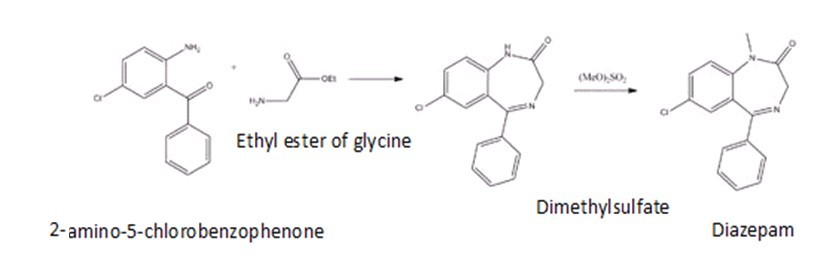 NH₂
O
Cl
+
O
OEt
H₂N
H
N
O
N
Cl
(MeO)₂SO₂
N
O
N
Cl
Ethyl ester of glycine
Dimethylsulfate
2-amino-5-chlorobenzophenone
Diazepam